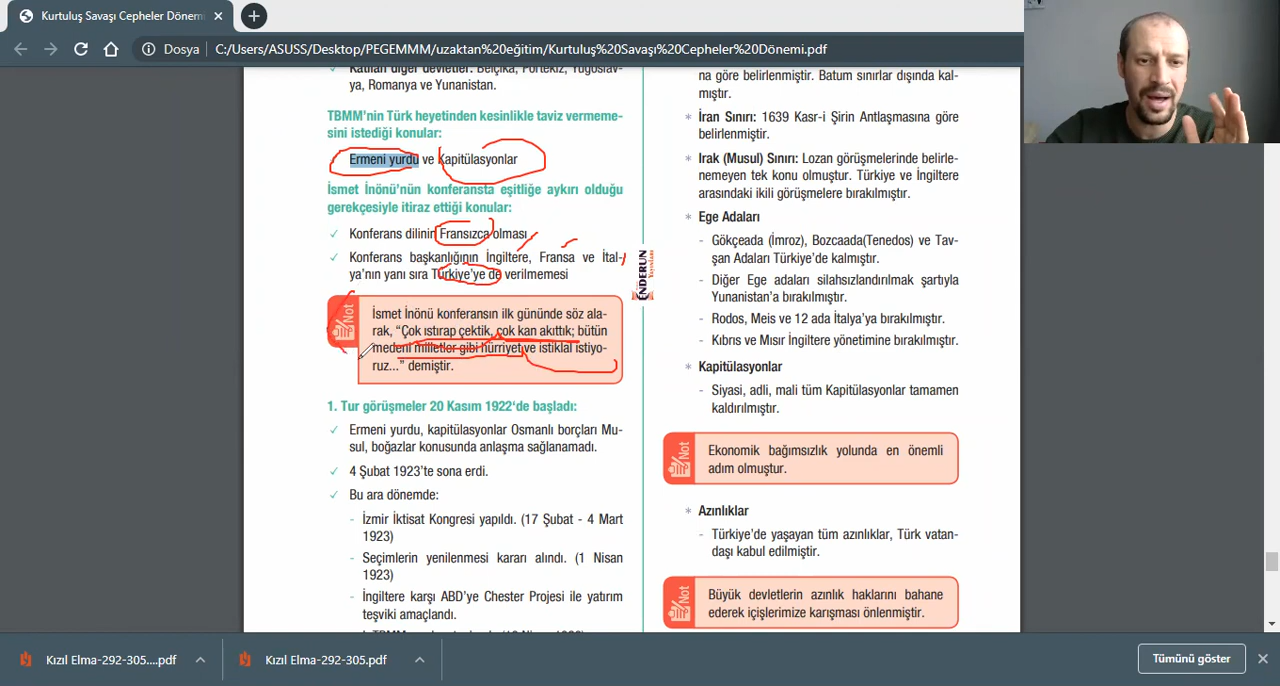 Kurtuluş Savaşı Cepheler Dönemi
Dosya
C:/Users/ASUSS/Desktop/PEGEMMM/uzaktan%20eğitim/Kurtuluş%20Savaşı%20Cepheler%20Dönemi.pdf
Katılan diğer devletler: Belçika, Portekiz, Yugoslav-
ya, Romanya ve Yunanistan.
TBMM'nin Türk heyetinden kesinlikle taviz vermeme-
sini istediği konular:
Ermeni yurdu ve Kapitülasyonlar
İsmet İnönü'nün konferansta eşitliğe aykırı olduğu
gerekçesiyle itiraz ettiği konular:
✓ Konferans dilinin Fransızca olması
✓ Konferans başkanlığının İngiltere, Fransa ve İtal-
ya'nın yanı sıra Türkiye'ye de verilmemesi
Not
İsmet İnönü konferansın ilk gününde söz ala-
rak, “Çok ıstırap çektik, çok kan akıttık; bütün
medeni milletler gibi hürriyet ve istiklal istiyo-
ruz...” demiştir.
1. Tur görüşmeler 20 Kasım 1922'de başladı:
✓ Ermeni yurdu, kapitülasyonlar Osmanlı borçları Mu-
sul, boğazlar konusunda anlaşma sağlanamadı.
✓ 4 Şubat 1923'te sona erdi.
✓ Bu ara dönemde:
- İzmir İktisat Kongresi yapıldı. (17 Şubat - 4 Mart
1923)
- Seçimlerin yenilenmesi kararı alındı. (1 Nisan
1923)
- İngiltere karşı ABD'ye Chester Projesi ile yatırım
teşviki amaçlandı.
ENDERUN
Yayınları
na göre belirlenmiştir. Batum sınırlar dışında kal-
mıştır.
* İran Sınırı: 1639 Kasr-i Şirin Antlaşmasına göre
belirlenmiştir.
* Irak (Musul) Sınırı: Lozan görüşmelerinde belirle-
nemeyen tek konu olmuştur. Türkiye ve İngiltere
arasındaki ikili görüşmelere bırakılmıştır.
* Ege Adaları
- Gökçeada (İmroz), Bozcaada(Tenedos) ve Tav-
şan Adaları Türkiye'de kalmıştır.
- Diğer Ege adaları silahsızlandırılmak şartıyla
Yunanistan'a bırakılmıştır.
- Rodos, Meis ve 12 ada İtalya'ya bırakılmıştır.
- Kıbrıs ve Mısır İngiltere yönetimine bırakılmıştır.
* Kapitülasyonlar
- Siyasi, adli, mali tüm Kapitülasyonlar tamamen
kaldırılmıştır.
Not
Ekonomik bağımsızlık yolunda en önemli
adım olmuştur.
* Azınlıklar
- Türkiye'de yaşayan tüm azınlıklar, Türk vatan-
daşı kabul edilmiştir.
Not
Büyük devletlerin azınlık haklarını bahane
ederek içişlerimize karışması önlenmiştir.
Kızıl Elma-292-305....pdf
Kızıl Elma-292-305.pdf
Tümünü göster